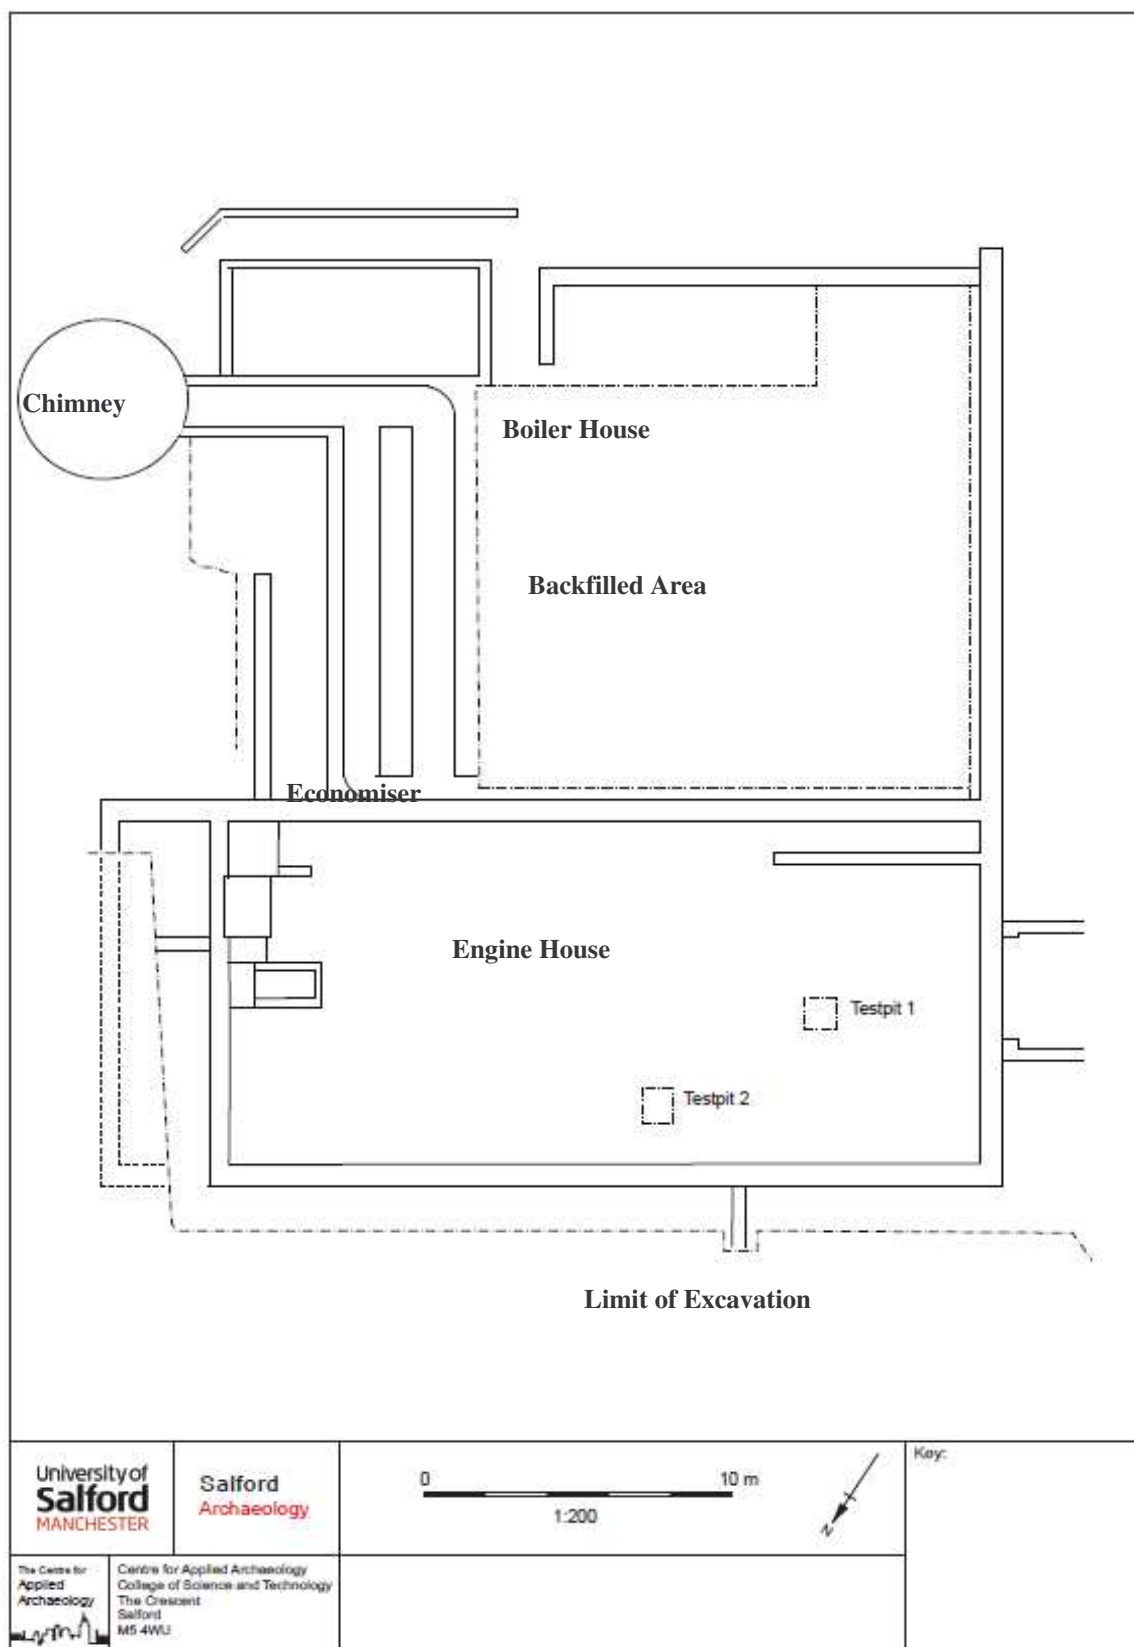 Chimney
Boiler House
Backfilled Area
Economiser
Engine House
Testpit 1
Testpit 2
Limit of Excavation
University of
Salford
MANCHESTER
Salford
Archaeology
0 10 m
1:200
N
Key:
The Centre for
Applied
Archaeology
Centre for Applied Archaeology
College of Science and Technology
The Crescent
Salford
M5 4WU